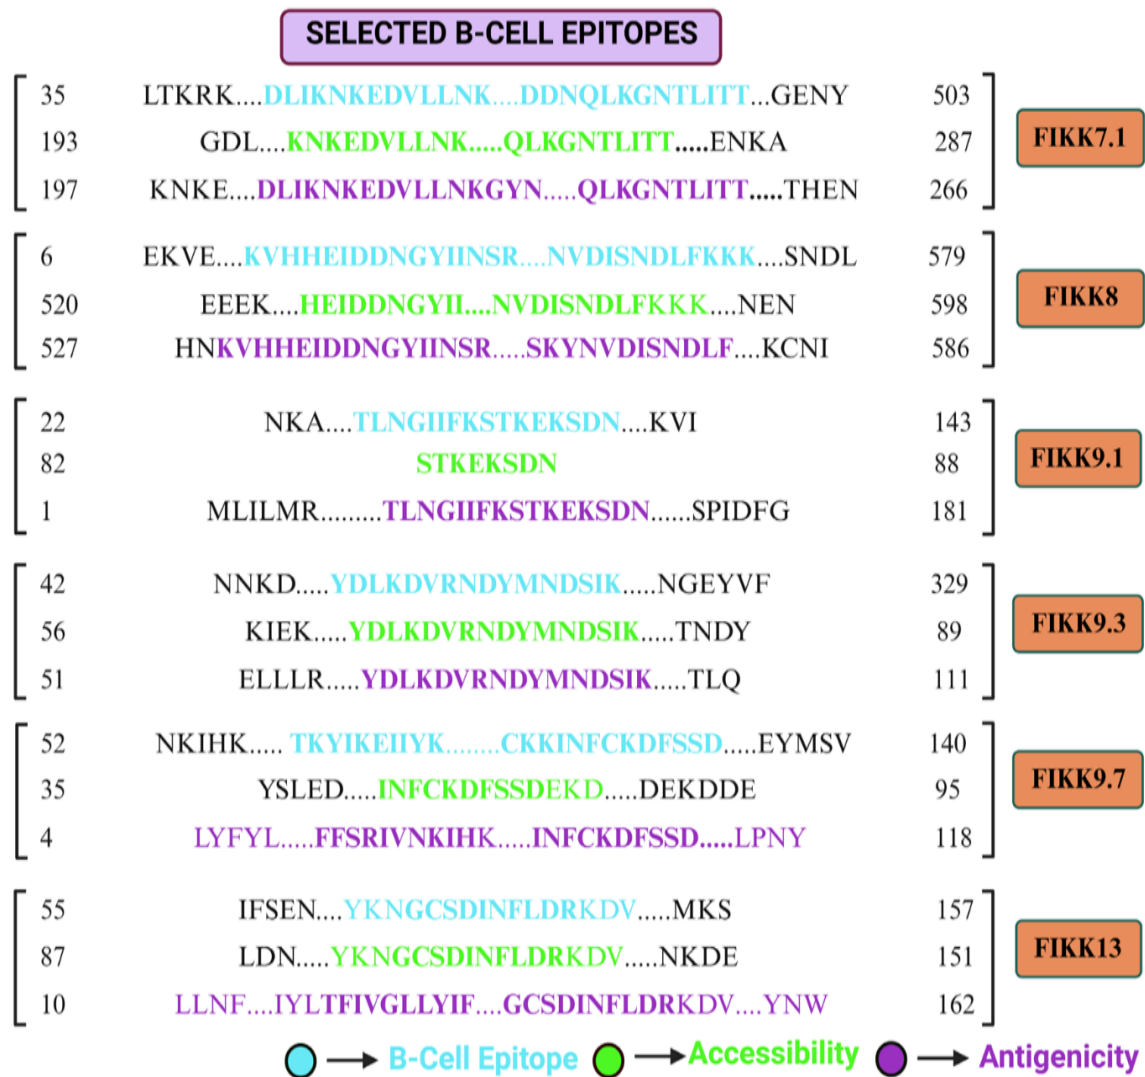 SELECTED B-CELL EPITOPES
35 LTKRK....DLIKNKEDVLLNK....DDNQLKGNTLITT...GENY 503
193 GDL....KNKEDVLLNK.....QLKGNTLITT.....ENKA 287
197 KNKE....DLIKNKEDVLLNKGYN.....QLKGNTLITT.....THEN 266
FIKK7.1
6 EKVE....KVHHEIDDNGYIINSR....NVDISNDLFKKK....SNDL 579
520 EEEK....HEIDDNGYII....NVDISNDLFKKK....NEN 598
527 HNKVHHEIDDNGYIINSR.....SKYNVDISNDLF....KCNI 586
FIKK8
22 NKA....TLNGIIFKSTKEKSDN....KVI 143
82 STKEKSDN 88
1 MLILMR.........TLNGIIFKSTKEKSDN......SPIDFG 181
FIKK9.1
42 NNKD.....YDLKDVRNDYMNDSIK.....NGEYVF 329
56 KIEK.....YDLKDVRNDYMNDSIK.....TNDY 89
51 ELLLR.....YDLKDVRNDYMNDSIK.....TLQ 111
FIKK9.3
52 NKIHK..... TKYIKEIIYK........CKKINFCKDFSSD.....EYMSV 140
35 YSLED.....INFCKDFSSDEKD.....DEKDDE 95
4 LYFYL.....FFSRIVNKIHK.....INFCKDFSSD.....LPNY 118
FIKK9.7
55 IFSEN....YKNGCSDINFLDRKDV.....MKS 157
87 LDN.....YKNGCSDINFLDRKDV.....NKDE 151
10 LLNF....IYLTFIVGLLYIF....GCSDINFLDRKDV....YNW 162
FIKK13
B-Cell Epitope Accessibility Antigenicity